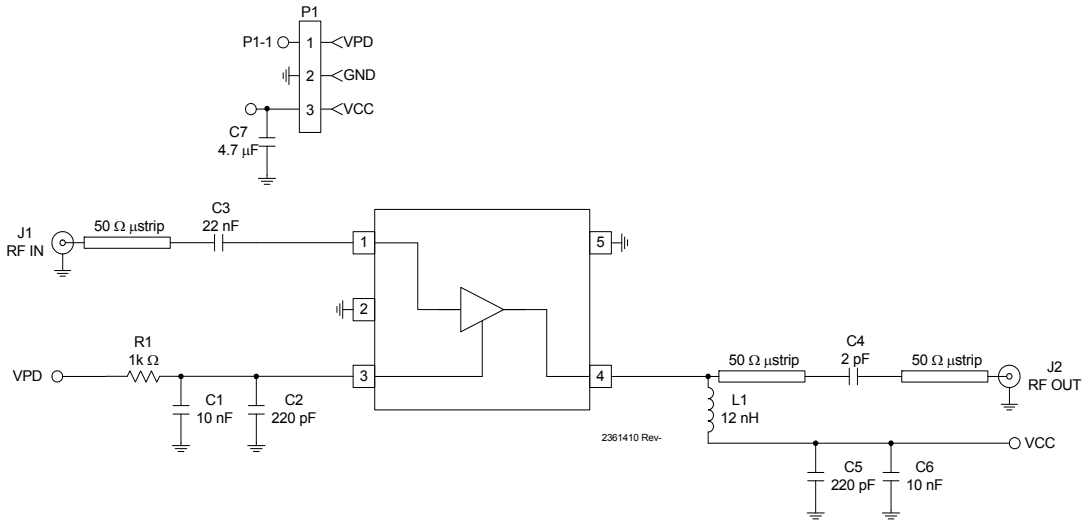 P1
P1-1
1
VPD
2
GND
3
VCC
C7
4.7 μF
J1
RF IN
50 Ω μstrip
C3
22 nF
1
5
2
VPD
R1
1k Ω
3
4
C1
10 nF
C2
220 pF
50 Ω μstrip
C4
2 pF
50 Ω μstrip
J2
RF OUT
L1
12 nH
2361410 Rev-
VCC
C5
220 pF
C6
10 nF